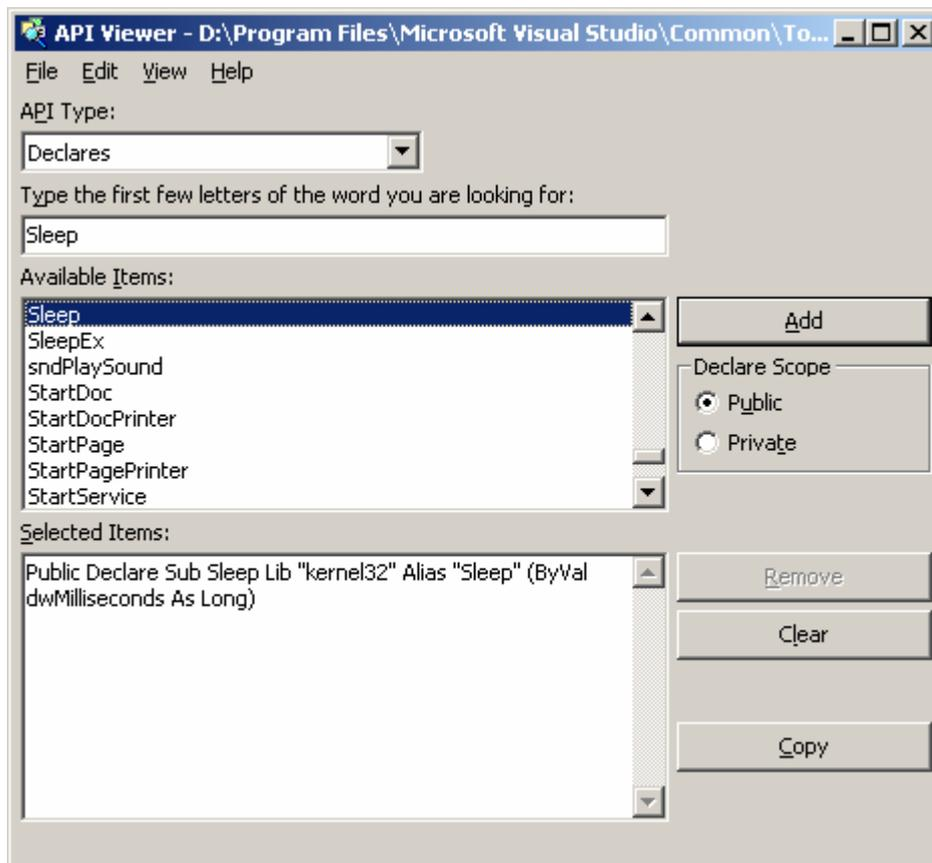 API Viewer - D:\Program Files\Microsoft Visual Studio\Common\To...
File Edit View Help
API Type:
Declares
Type the first few letters of the word you are looking for:
Sleep
Available Items:
Sleep
SleepEx
sndPlaySound
StartDoc
StartDocPrinter
StartPage
StartPagePrinter
StartService
Add
Declare Scope
Public
Private
Selected Items:
Public Declare Sub Sleep Lib "kernel32" Alias "Sleep" (ByVal
dwMilliseconds As Long)
Remove
Clear
Copy